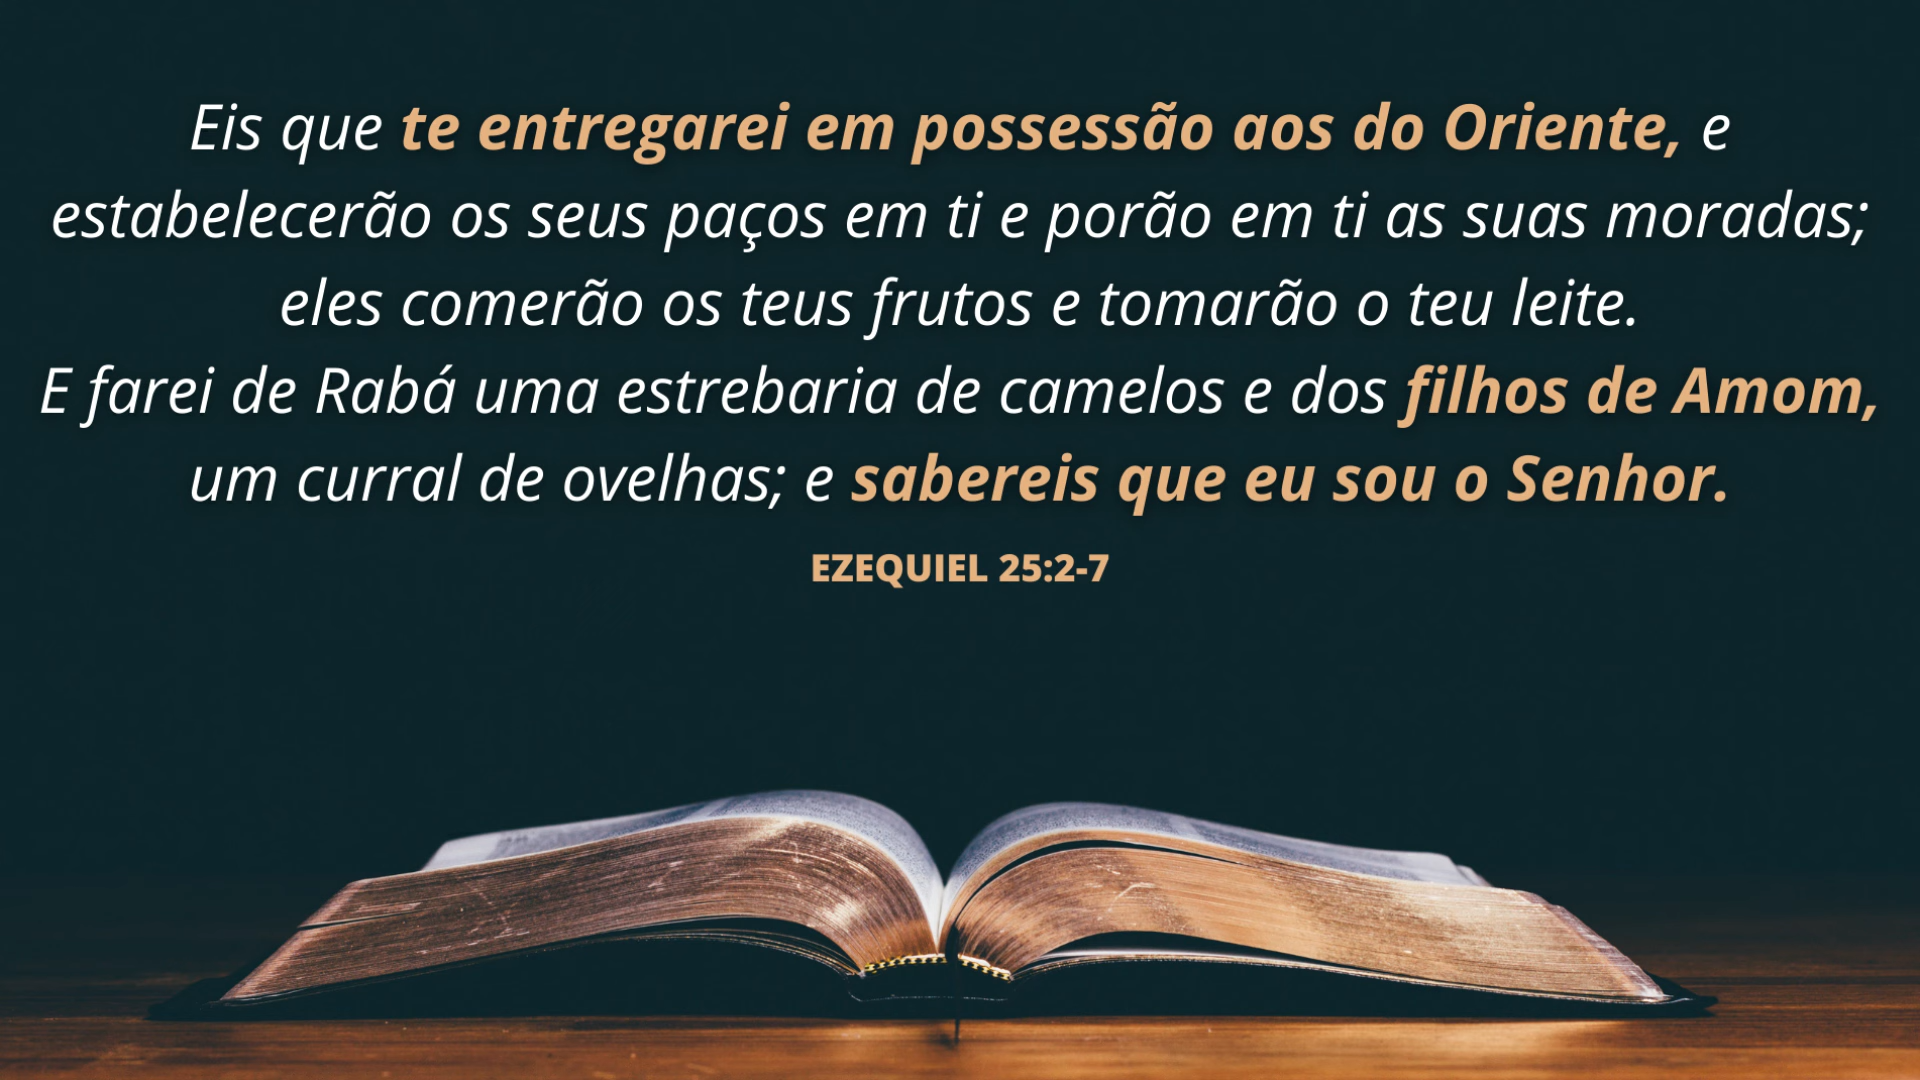 Eis que te entregarei em possessão aos do Oriente, e
estabelecerão os seus paços em ti e porão em ti as suas moradas;
eles comerão os teus frutos e tomarão o teu leite.
E farei de Rabá uma estrebaria de camelos e dos filhos de Amom,
um curral de ovelhas; e sabereis que eu sou o Senhor.
EZEQUIEL 25:2-7